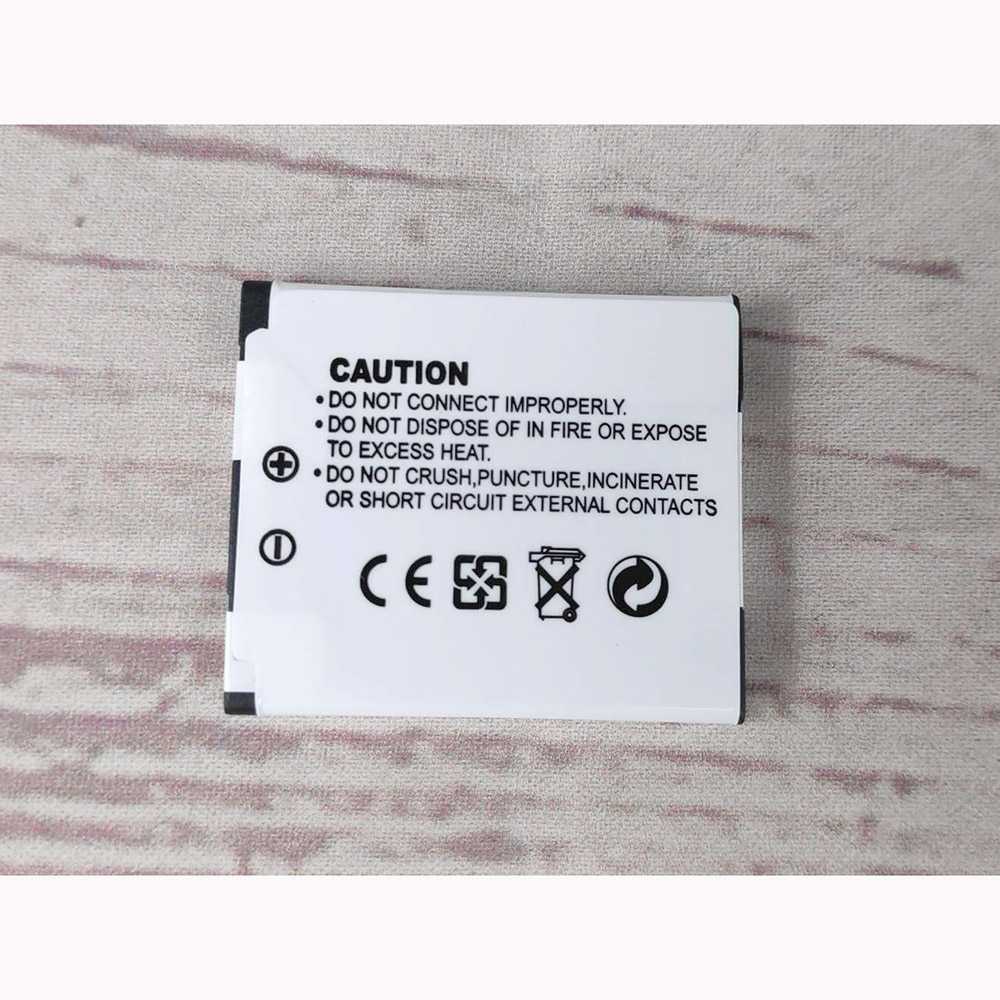 CAUTION
•DO NOT CONNECT IMPROPERLY.
•DO NOT DISPOSE OF IN FIRE OR EXPOSE
TO EXCESS HEAT.
•DO NOT CRUSH,PUNCTURE,INCINERATE
OR SHORT CIRCUIT EXTERNAL CONTACTS
+
−
CE